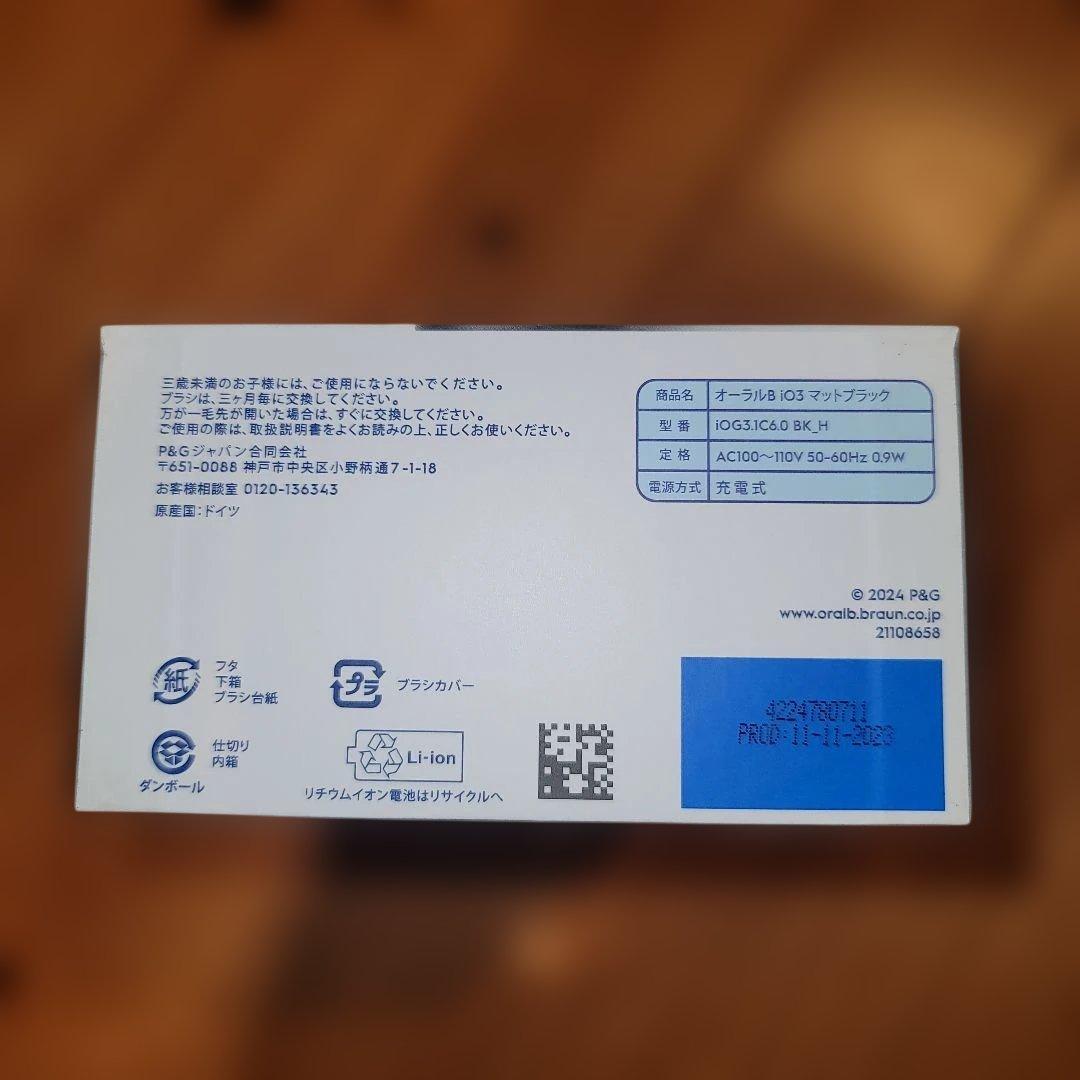 三歳未満のお子様には、ご使用にならないでください。
ブラシは、三ヶ月毎に交換してください。
万が一毛先が開いた場合は、すぐに交換してください。
ご使用の際は、取扱説明書をよくお読みの上、正しくお使いください。
P&Gジャパン合同会社
〒651-0088 神戸市中央区小野柄通7-1-18
お客様相談室 0120-136343
原産国：ドイツ
商品名 オーラルB iO3 マットブラック
型番 iOG3.1C6.0 BK_H
定格 AC100〜110V 50-60Hz 0.9W
電源方式 充電式
© 2024 P&G
www.oralb.braun.co.jp
21108658
紙
フタ
下箱
ブラシ台紙
プラ
ブラシカバー
仕切り
内箱
ダンボール
Li-ion
リチウムイオン電池はリサイクルへ
4224780711
PROD:11-11-2023